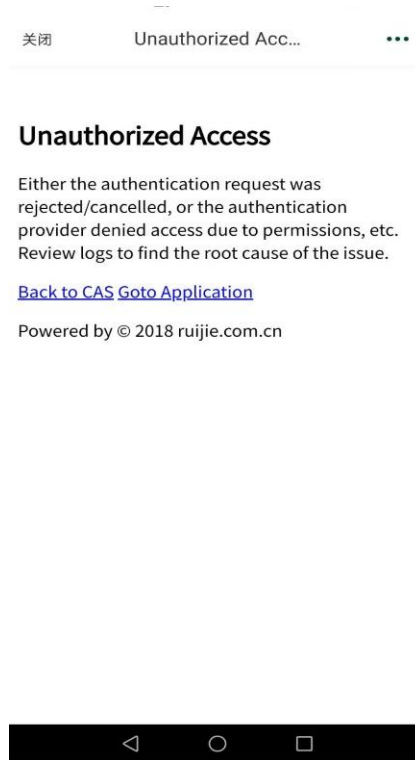 关闭
Unauthorized Acc...
Unauthorized Access
Either the authentication request was
rejected/cancelled, or the authentication
provider denied access due to permissions, etc.
Review logs to find the root cause of the issue.
Back to CAS Goto Application
Powered by © 2018 ruijie.com.cn